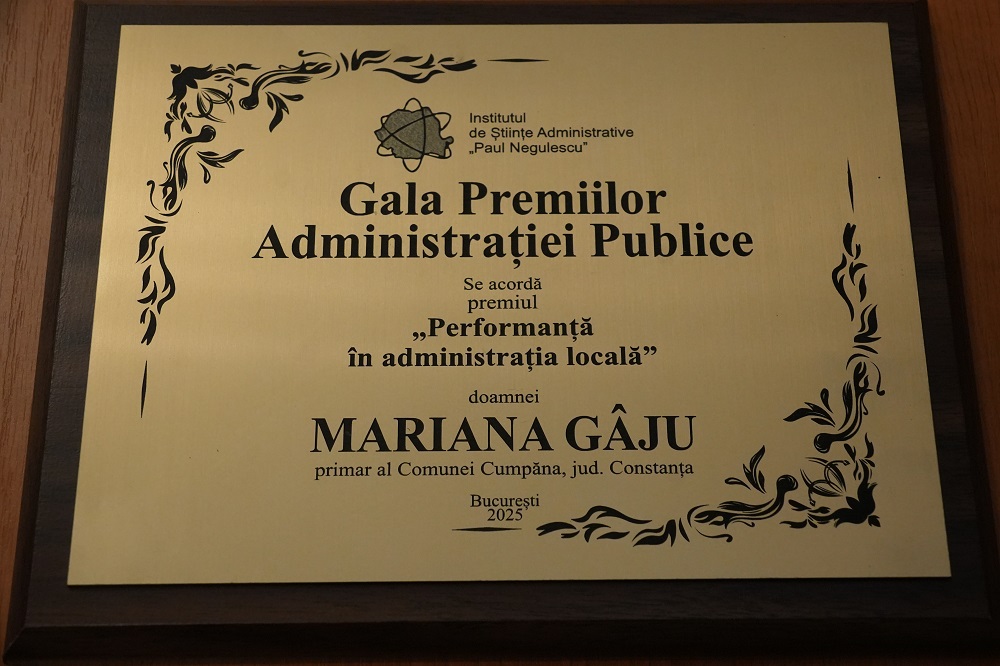 Institutul
de Științe Administrative
„Paul Negulescu”
Gala Premiilor
Administrației Publice
Se acordă
premiul
„Performanță
în administrația locală”
doamnei
MARIANA GÂJU
primar al Comunei Cumpăna, jud. Constanța
București
2025